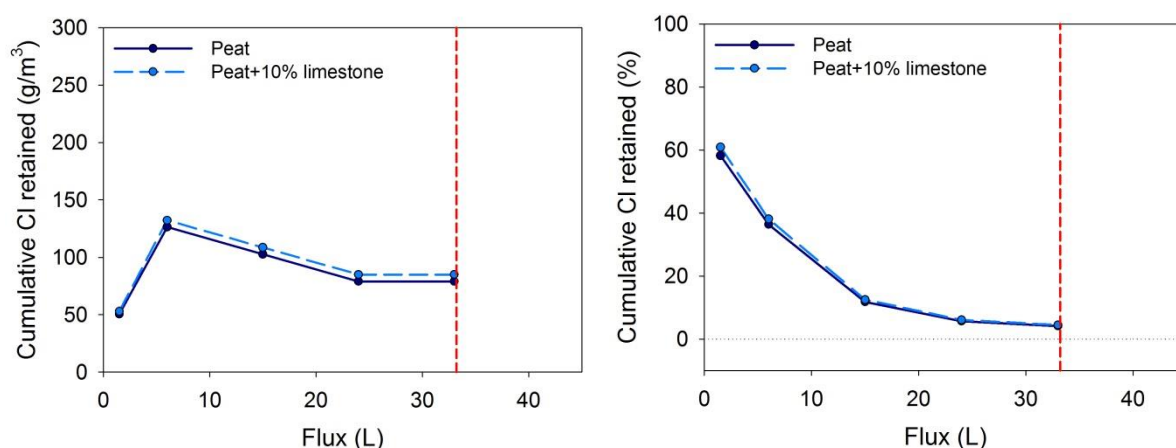 Cumulative Cl retained (g/m³)
300
250
200
150
100
50
0
Peat
Peat+10% limestone
0
10
20
30
40
Flux (L)
Cumulative Cl retained (%)
100
80
60
40
20
0
Peat
Peat+10% limestone
0
10
20
30
40
Flux (L)